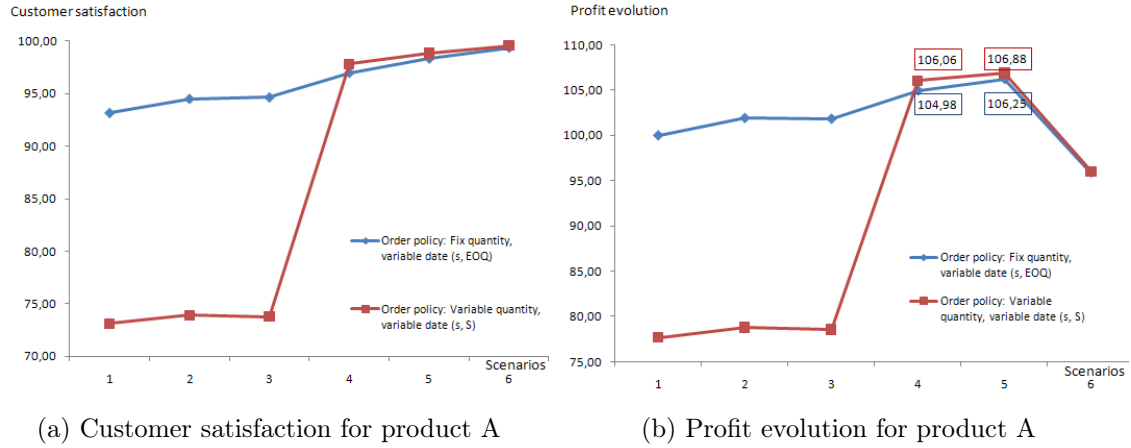 Customer satisfaction
100,00
95,00
90,00
85,00
80,00
75,00
70,00
Order policy: Fix quantity,
variable date (s, EOQ)
Order policy: Variable quantity,
variable date (s, S)
Scenarios
1 2 3 4 5 6
(a) Customer satisfaction for product A
Profit evolution
110,00
105,00
100,00
95,00
90,00
85,00
80,00
75,00
106,06 106,88
104,98 106,25
Order policy: Fix quantity,
variable date (s, EOQ)
Order policy: Variable
quantity, variable date (s, S)
Scenarios
1 2 3 4 5 6
(b) Profit evolution for product A